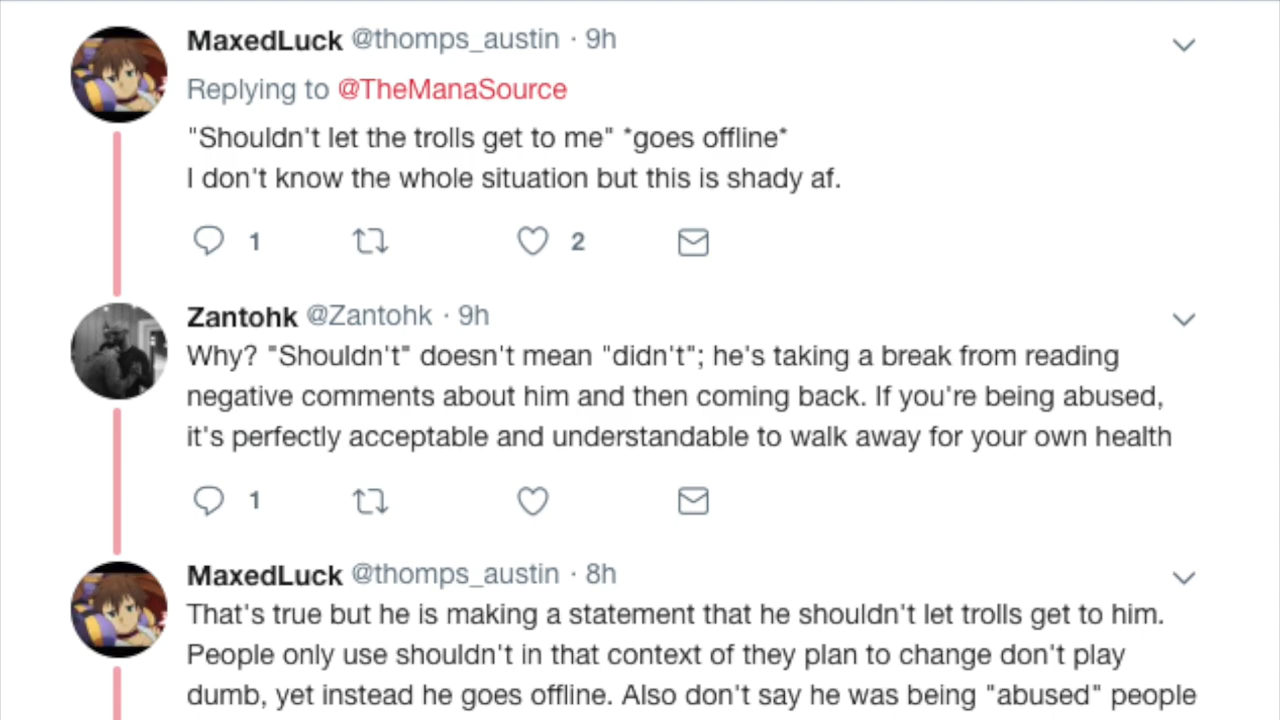 MaxedLuck @thomps_austin · 9h
Replying to @TheManaSource
"Shouldn't let the trolls get to me" *goes offline*
I don't know the whole situation but this is shady af.
1 2
Zantohk @Zantohk · 9h
Why? "Shouldn't" doesn't mean "didn't"; he's taking a break from reading
negative comments about him and then coming back. If you're being abused,
it's perfectly acceptable and understandable to walk away for your own health
1
MaxedLuck @thomps_austin · 8h
That's true but he is making a statement that he shouldn't let trolls get to him.
People only use shouldn't in that context of they plan to change don't play
dumb, yet instead he goes offline. Also don't say he was being "abused" people